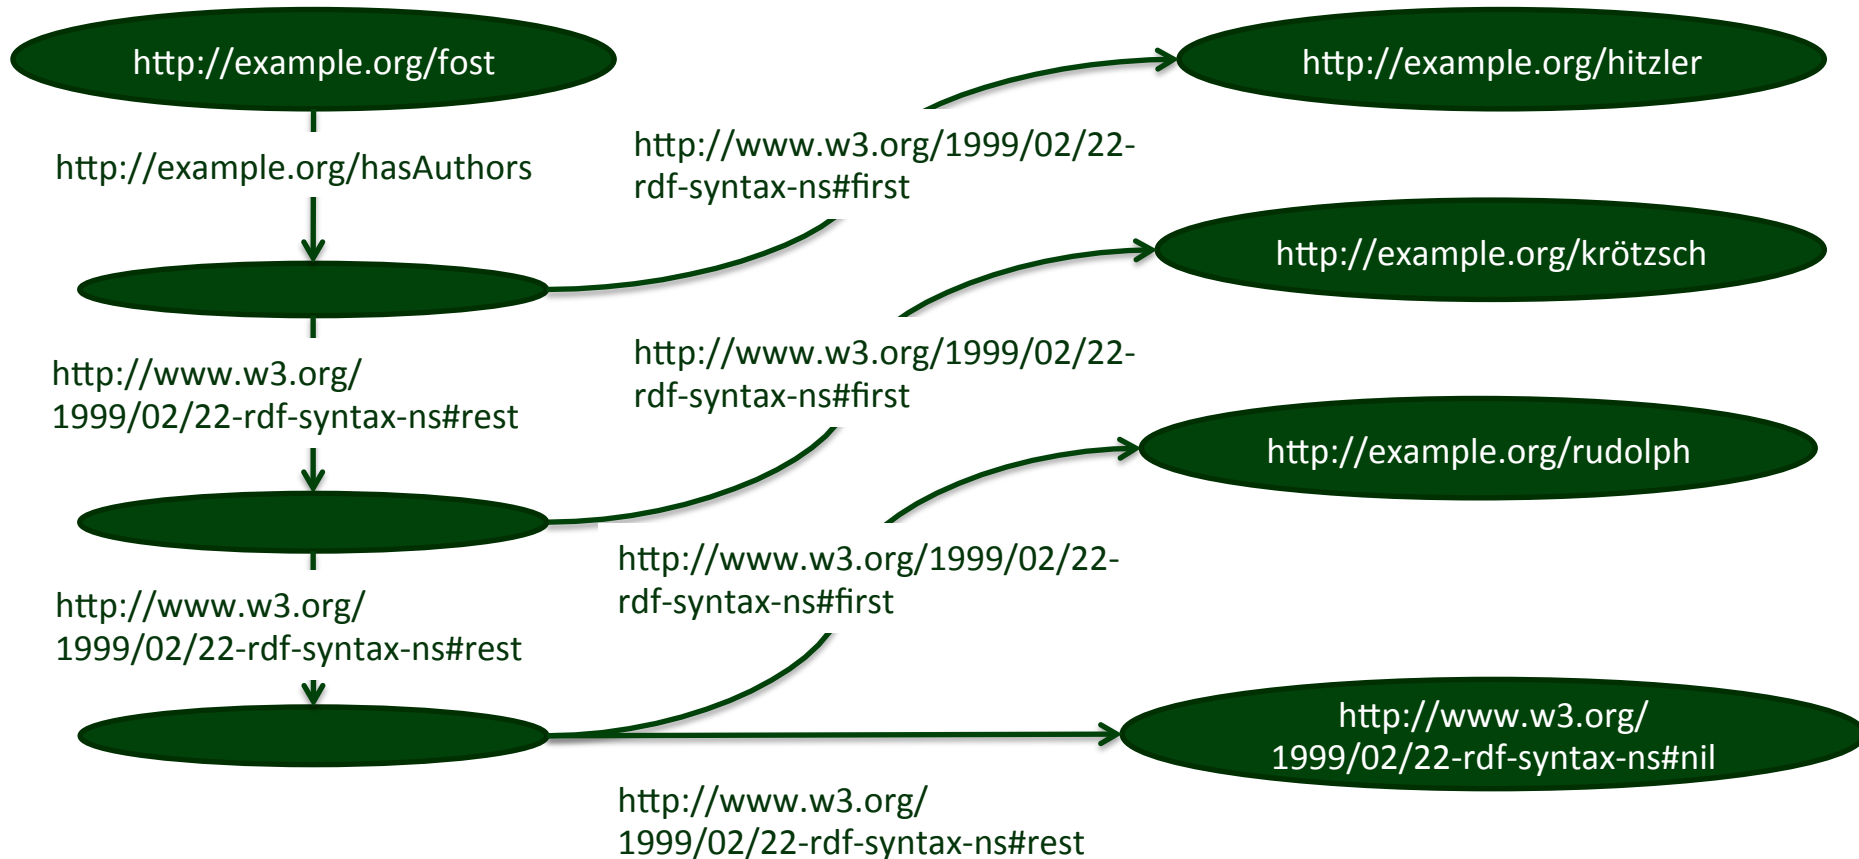 http://example.org/fost
http://example.org/hitzler
http://example.org/hasAuthors
http://www.w3.org/1999/02/22-
rdf-syntax-ns#first
http://example.org/krötzsch
http://www.w3.org/
1999/02/22-rdf-syntax-ns#rest
http://www.w3.org/1999/02/22-
rdf-syntax-ns#first
http://example.org/rudolph
http://www.w3.org/
1999/02/22-rdf-syntax-ns#rest
http://www.w3.org/1999/02/22-
rdf-syntax-ns#first
http://www.w3.org/
1999/02/22-rdf-syntax-ns#nil
http://www.w3.org/
1999/02/22-rdf-syntax-ns#rest